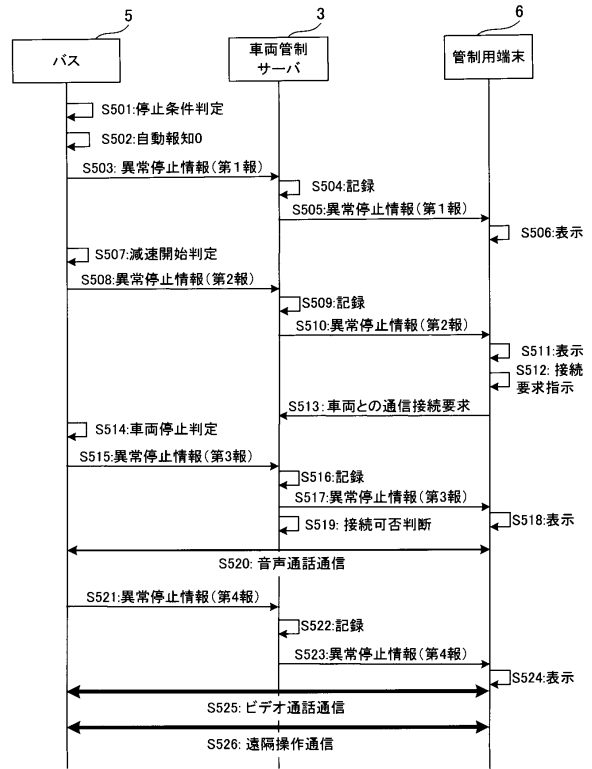 5
3
6
バス
車両管制
サーバ
管制用端末
S501:停止条件判定
S502:自動報知0
S503: 異常停止情報(第1報)
S504:記録
S505:異常停止情報(第1報)
S506:表示
S507:減速開始判定
S508:異常停止情報(第2報)
S509:記録
S510:異常停止情報(第2報)
S511:表示
S512: 接続
要求指示
S513:車両との通信接続要求
S514:車両停止判定
S515:異常停止情報(第3報)
S516:記録
S517:異常停止情報(第3報)
S518:表示
S519: 接続可否判断
S520: 音声通話通信
S521:異常停止情報(第4報)
S522:記録
S523:異常停止情報(第4報)
S524:表示
S525: ビデオ通話通信
S526: 遠隔操作通信